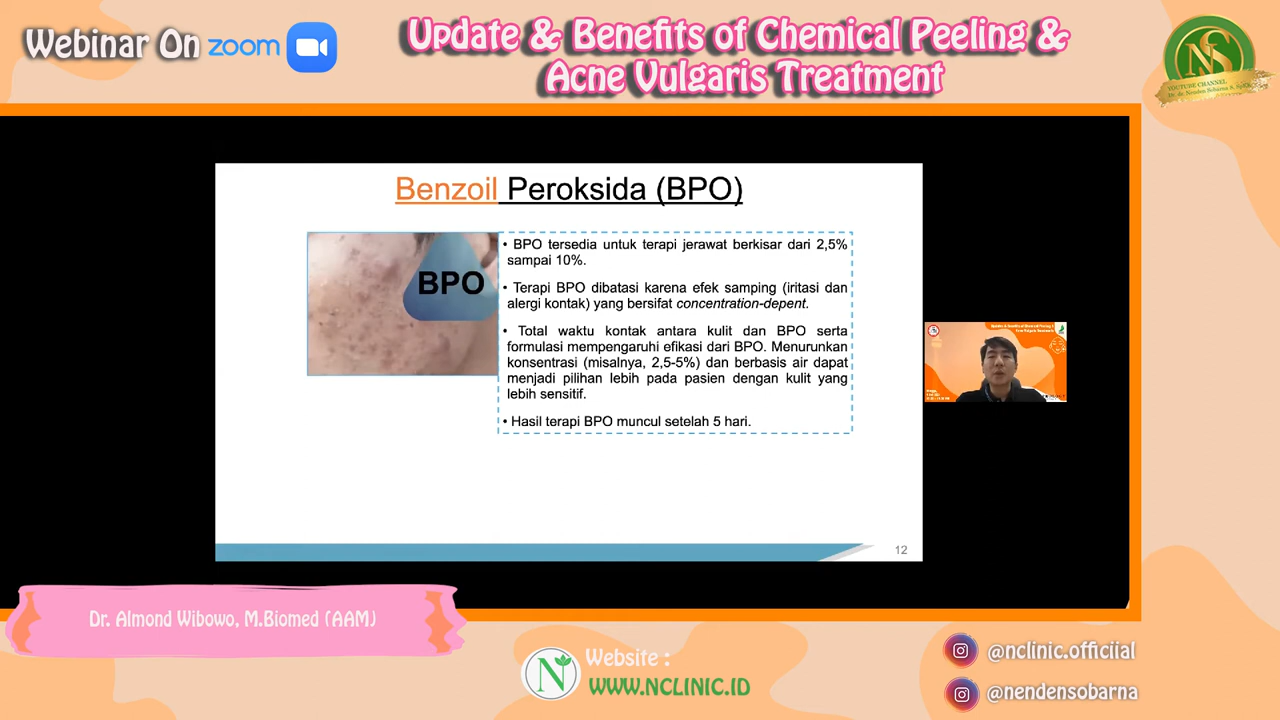 Webinar On zoom
Update & Benefits of Chemical Peeling &
Acne Vulgaris Treatment
NS
YOUTUBE CHANNEL
Benzoil Peroksida (BPO)
BPO
• BPO tersedia untuk terapi jerawat berkisar dari 2,5%
sampai 10%.
• Terapi BPO dibatasi karena efek samping (iritasi dan
alergi kontak) yang bersifat concentration-depent.
• Total waktu kontak antara kulit dan BPO serta
formulasi mempengaruhi efikasi dari BPO. Menurunkan
konsentrasi (misalnya, 2,5-5%) dan berbasis air dapat
menjadi pilihan lebih pada pasien dengan kulit yang
lebih sensitif.
• Hasil terapi BPO muncul setelah 5 hari.
12
Dr. Almond Wibowo, M.Biomed (AAM)
N
Website :
WWW.NCLINIC.ID
@nclinic.officiial
@nendensobarna